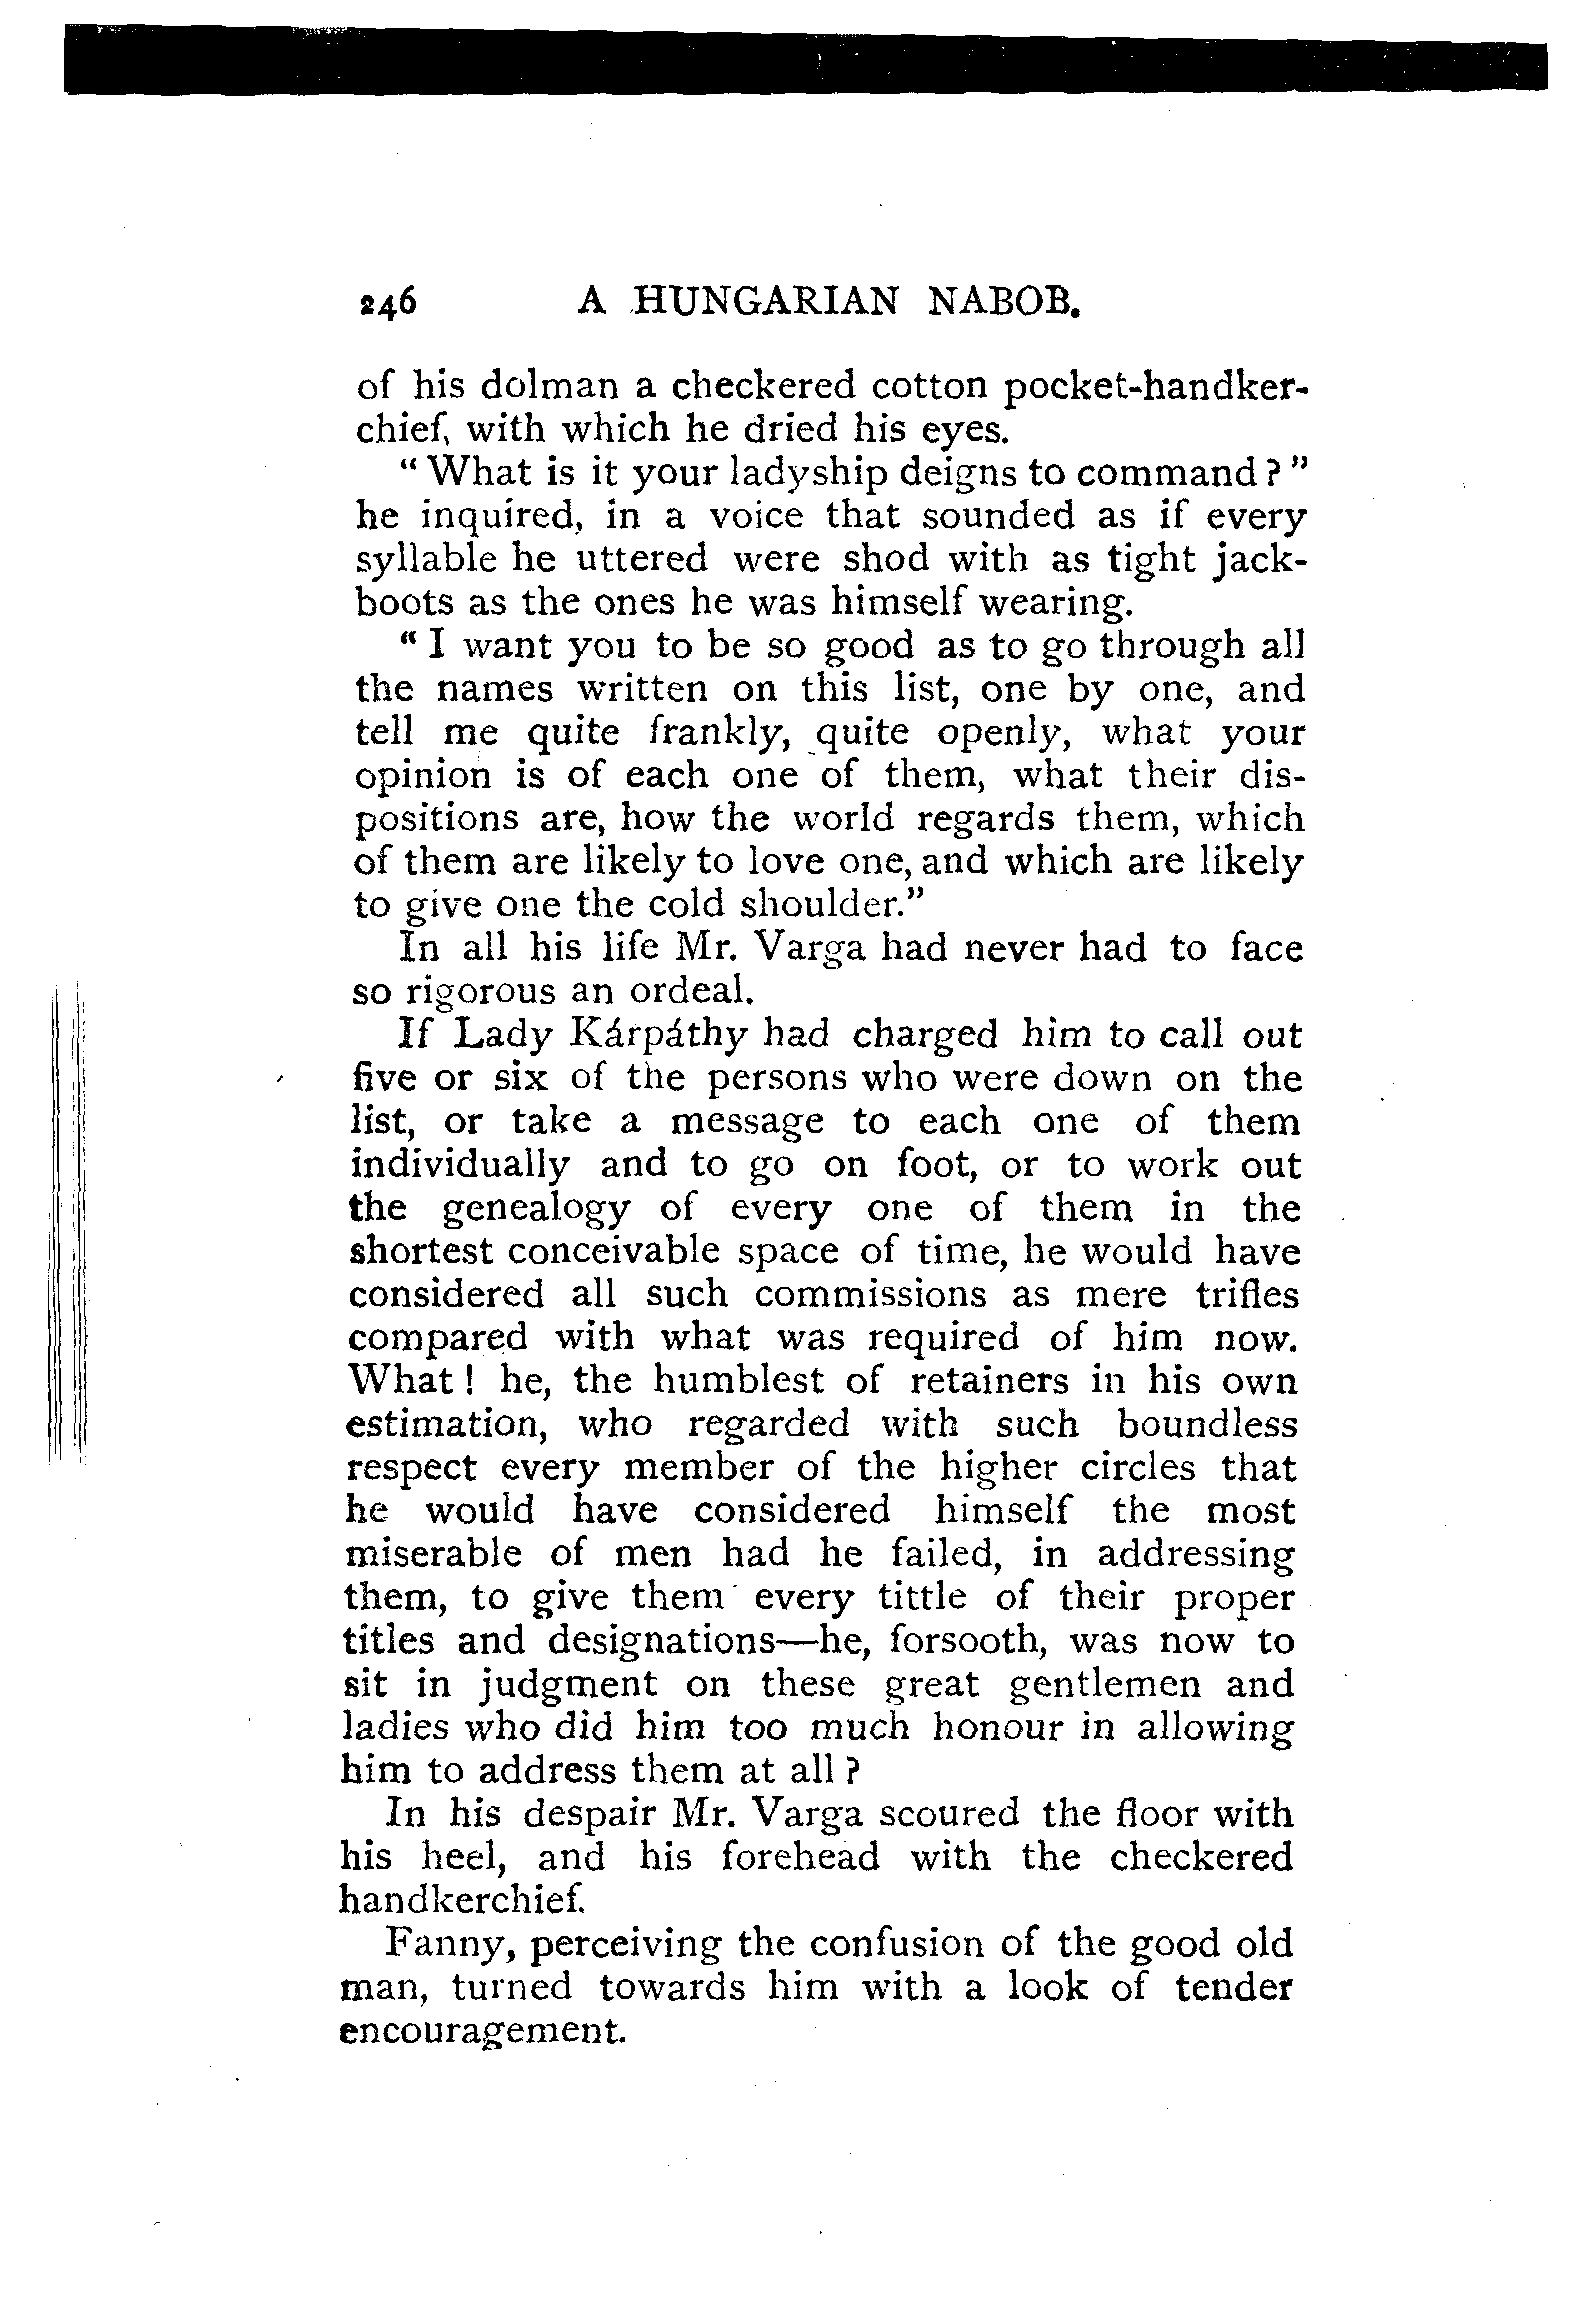 246 A HUNGARIAN NABOB.
of his dolman a checkered cotton pocket-handker-
chief, with which he dried his eyes.
"What is it your ladyship deigns to command?"
he inquired, in a voice that sounded as if every
syllable he uttered were shod with as tight jack-
boots as the ones he was himself wearing.
"I want you to be so good as to go through all
the names written on this list, one by one, and
tell me quite frankly, quite openly, what your
opinion is of each one of them, what their dis-
positions are, how the world regards them, which
of them are likely to love one, and which are likely
to give one the cold shoulder."
In all his life Mr. Varga had never had to face
so rigorous an ordeal.
If Lady Kárpáthy had charged him to call out
five or six of the persons who were down on the
list, or take a message to each one of them
individually and to go on foot, or to work out
the genealogy of every one of them in the
shortest conceivable space of time, he would have
considered all such commissions as mere trifles
compared with what was required of him now.
What! he, the humblest of retainers in his own
estimation, who regarded with such boundless
respect every member of the higher circles that
he would have considered himself the most
miserable of men had he failed, in addressing
them, to give them every tittle of their proper
titles and designations—he, forsooth, was now to
sit in judgment on these great gentlemen and
ladies who did him too much honour in allowing
him to address them at all?
In his despair Mr. Varga scoured the floor with
his heel, and his forehead with the checkered
handkerchief.
Fanny, perceiving the confusion of the good old
man, turned towards him with a look of tender
encouragement.